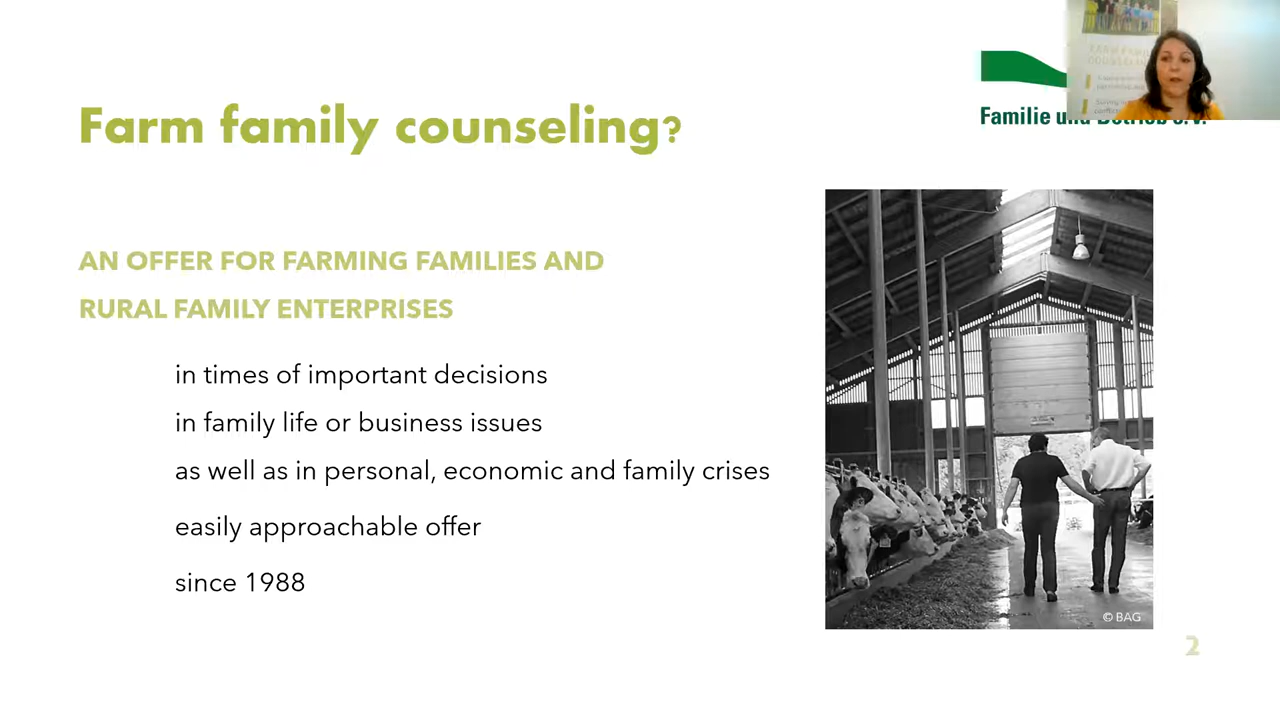 Farm family counseling?
Familie und Betrieb e.V.
AN OFFER FOR FARMING FAMILIES AND
RURAL FAMILY ENTERPRISES
in times of important decisions
in family life or business issues
as well as in personal, economic and family crises
easily approachable offer
since 1988
© BAG
2